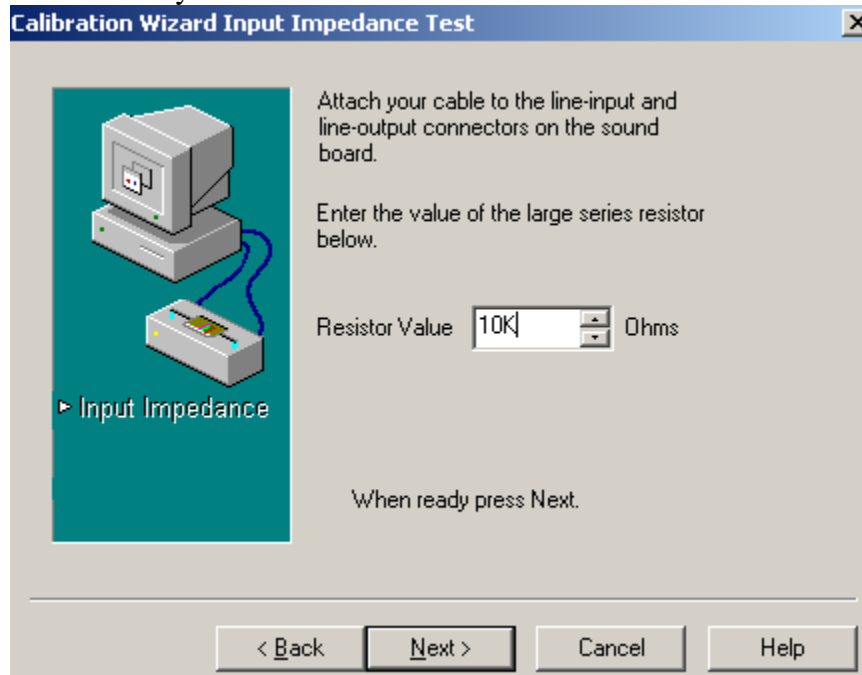 Calibration Wizard Input Impedance Test
Attach your cable to the line-input and
line-output connectors on the sound
board.
Enter the value of the large series resistor
below.
Resistor Value 10K Ohms
Input Impedance
When ready press Next.
< Back Next > Cancel Help